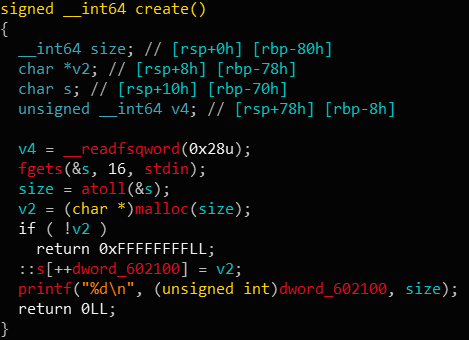 signed __int64 create()
{
  __int64 size; // [rsp+0h] [rbp-80h]
  char *v2; // [rsp+8h] [rbp-78h]
  char s; // [rsp+10h] [rbp-70h]
  unsigned __int64 v4; // [rsp+78h] [rbp-8h]

  v4 = __readfsqword(0x28u);
  fgets(&s, 16, stdin);
  size = atoll(&s);
  v2 = (char *)malloc(size);
  if ( !v2 )
    return 0xFFFFFFFFLL;
  ::s[++dword_602100] = v2;
  printf("%d\n", (unsigned int)dword_602100, size);
  return 0LL;
}